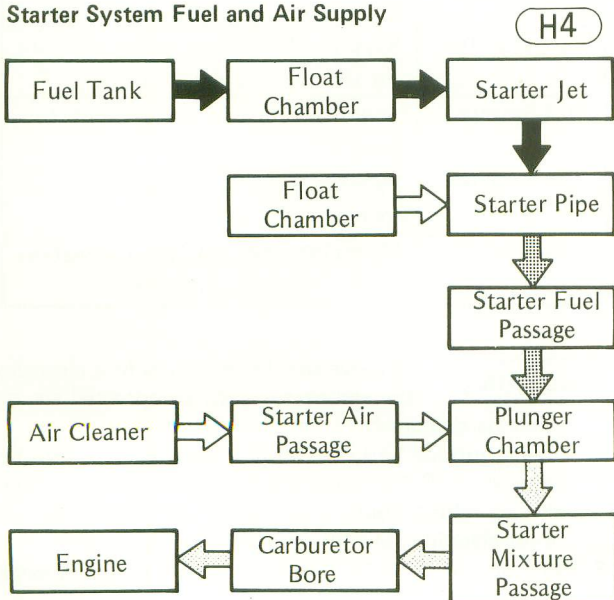 Starter System Fuel and Air Supply
H4
Fuel Tank
Float
Chamber
Starter Jet
Float
Chamber
Starter Pipe
Starter Fuel
Passage
Air Cleaner
Starter Air
Passage
Plunger
Chamber
Engine
Carburetor
Bore
Starter
Mixture
Passage